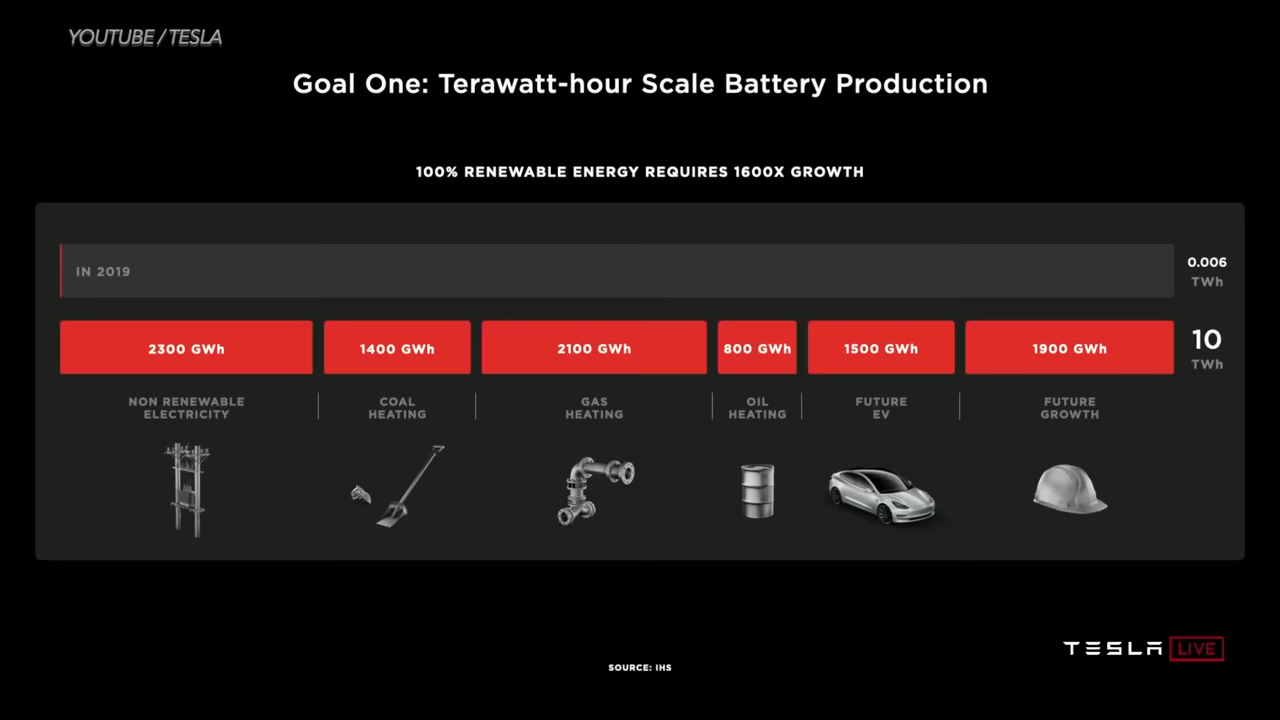 YOUTUBE / TESLA
Goal One: Terawatt-hour Scale Battery Production
100% RENEWABLE ENERGY REQUIRES 1600X GROWTH
IN 2019
0.006
TWh
2300 GWh
1400 GWh
2100 GWh
800 GWh
1500 GWh
1900 GWh
10
TWh
NON RENEWABLE
ELECTRICITY
COAL
HEATING
GAS
HEATING
OIL
HEATING
FUTURE
EV
FUTURE
GROWTH
TESLA LIVE
SOURCE: IHS